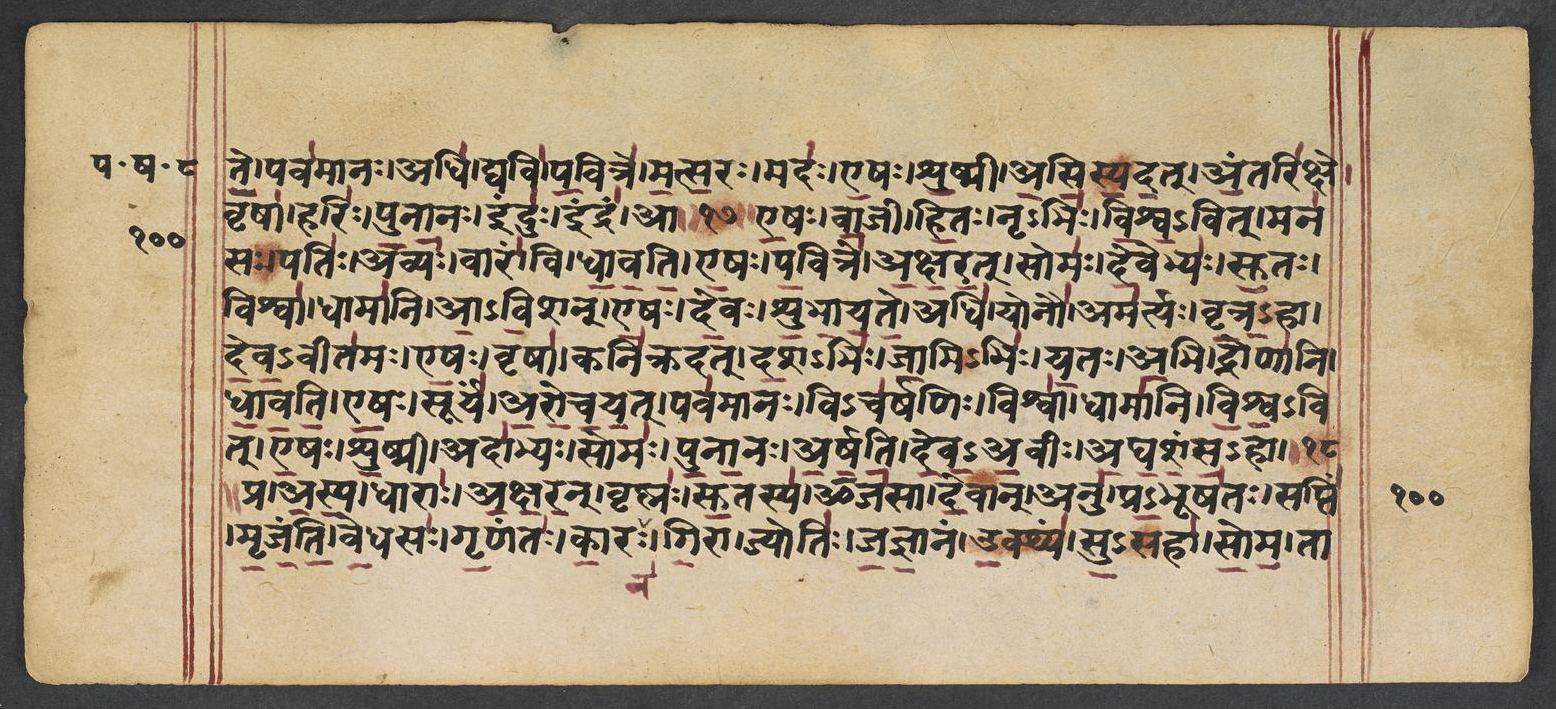 प॰ष॰८
ते।पवमानः।अधि।द्यवि।पवित्रे।मत्सरः।मदः।एषः।शुष्मी।असिस्यदत्।अंतरिक्षे।
वृषा।हरिः।पुनानः।इंदुः।इंद्रं।आ १७ एषः।वाजी।हितः।नृऽभिः।विश्वऽवित्।मन
१००
सः।पतिः।अव्यः।वारं।वि।धावति।एषः।पवित्रे।अक्षरत्।सोमः।देवेभ्यः।सुतः।
विश्वा।धामानि।आऽविशन्।एषः।देवः।शुभायते।अधि।योनौ।अमर्त्यः।वृत्रऽहा।
देवऽवीतमः।एषः।वृषा।कनिक्रदत्।दशऽभिः।जामिऽभिः।यतः।अभि।द्रोणानि।
धावति।एषः।सूर्यं।अरोचयत्।पवमानः।विऽचर्षणिः।विश्वा।धामानि।विश्वऽवि
त्।एषः।शुष्मी।अदाभ्यः।सोमः।पुनानः।अर्षति।देवऽअवीः।अघशंसऽहा। १८
प्र।अस्य।धाराः।अक्षरन्।वृष्णः।सुतस्य।ओजसा।देवान्।अनु।प्रऽभूषतः।सप्तिं
१००
।मृजंति।वेधसः।गृणंतः।कारः।गिरा।ज्योतिः।जज्ञानं।उक्थ्यं।सुऽसहा।सोम।ता
व